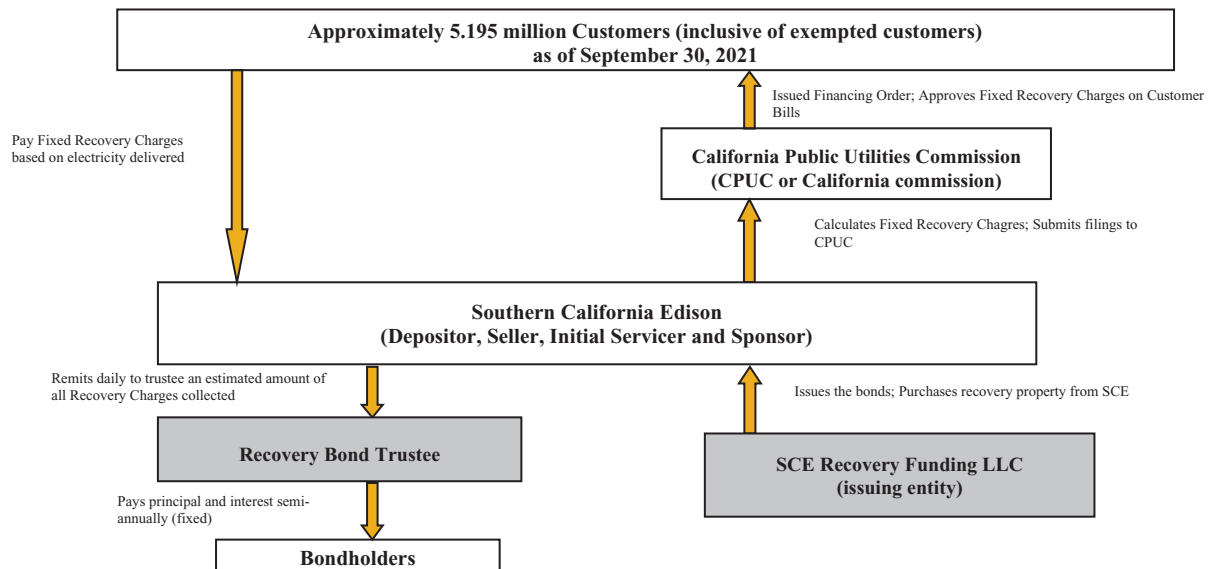 Approximately 5.195 million Customers (inclusive of exempted customers)
as of September 30, 2021
Issued Financing Order; Approves Fixed Recovery Charges on Customer
Bills
Pay Fixed Recovery Charges
based on electricity delivered
California Public Utilities Commission
(CPUC or California commission)
Calculates Fixed Recovery Chagres; Submits filings to
CPUC
Southern California Edison
(Depositor, Seller, Initial Servicer and Sponsor)
Remits daily to trustee an estimated amount of
all Recovery Charges collected
Issues the bonds; Purchases recovery property from SCE
Recovery Bond Trustee
SCE Recovery Funding LLC
(issuing entity)
Pays principal and interest semi-
annually (fixed)
Bondholders